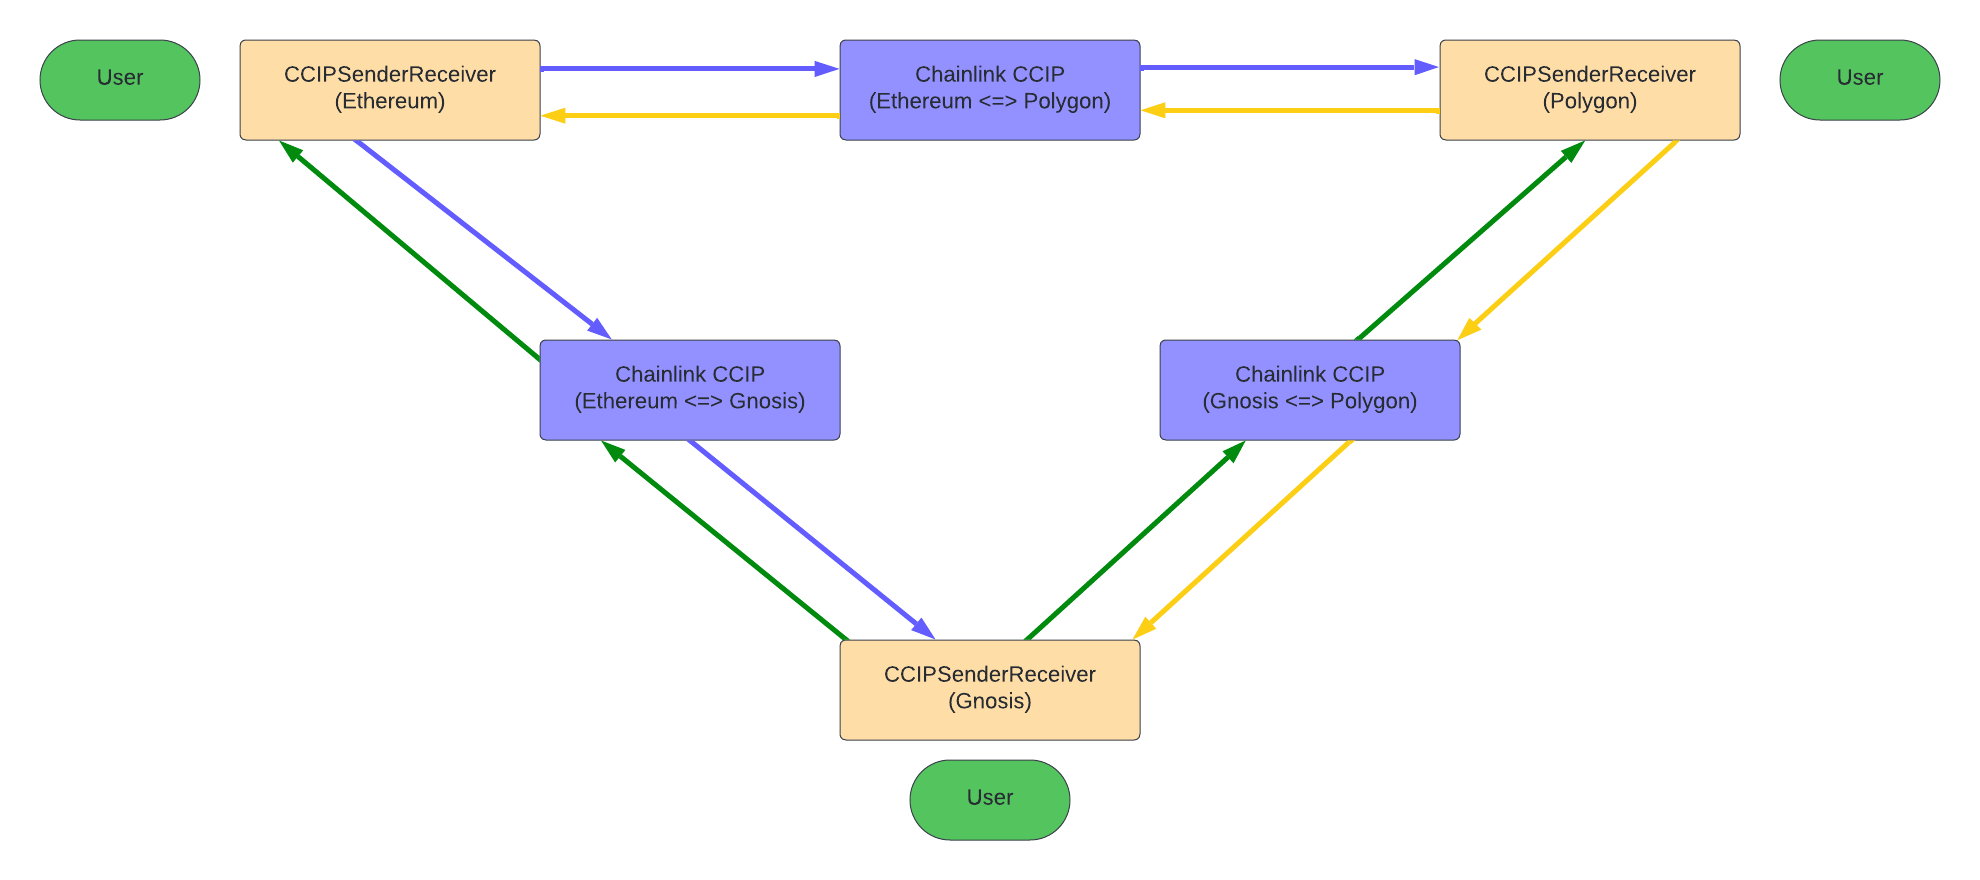 User
CCIPSenderReceiver
(Ethereum)
Chainlink CCIP
(Ethereum <=> Polygon)
CCIPSenderReceiver
(Polygon)
User
Chainlink CCIP
(Ethereum <=> Gnosis)
Chainlink CCIP
(Gnosis <=> Polygon)
CCIPSenderReceiver
(Gnosis)
User